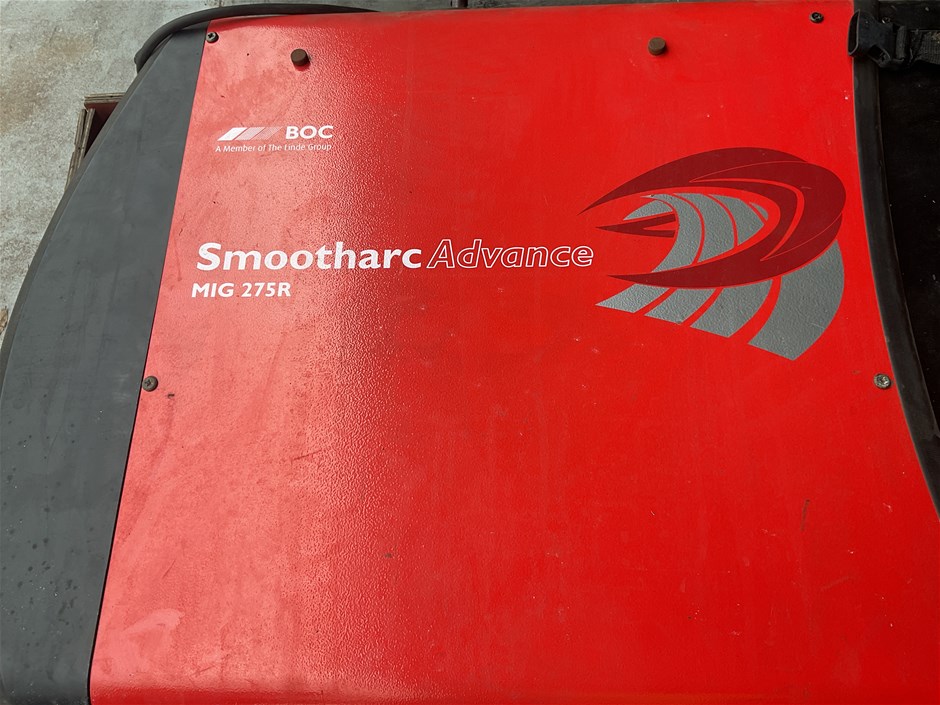 BOC
A Member of The Linde Group
Smootharc Advance
MIG 275R